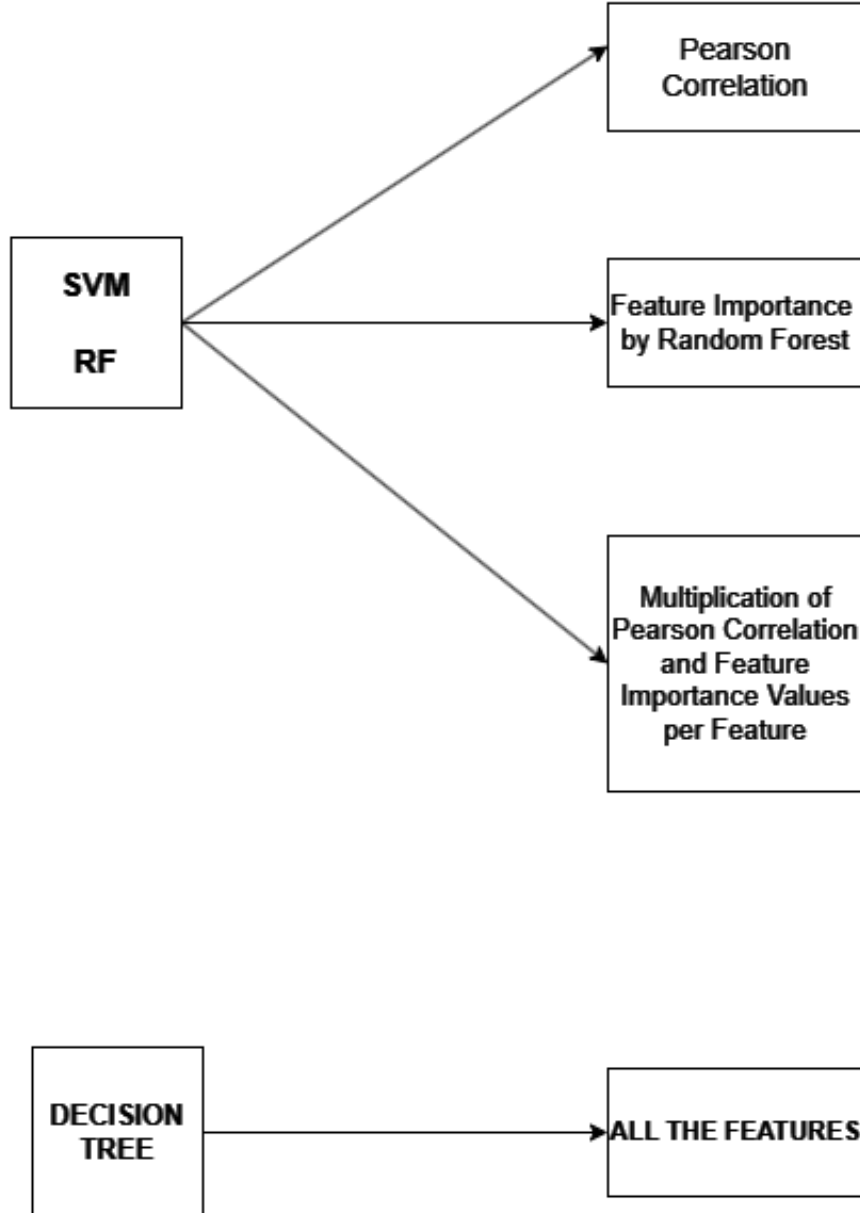 Pearson
Correlation
SVM
RF
Feature Importance
by Random Forest
Multiplication of
Pearson Correlation
and Feature
Importance Values
per Feature
DECISION
TREE
ALL THE FEATURES